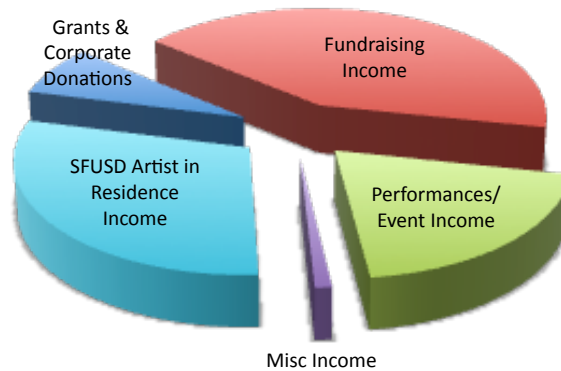 Grants &
Corporate
Donations
Fundraising
Income
SFUSD Artist in
Residence
Income
Performances/
Event Income
Misc Income